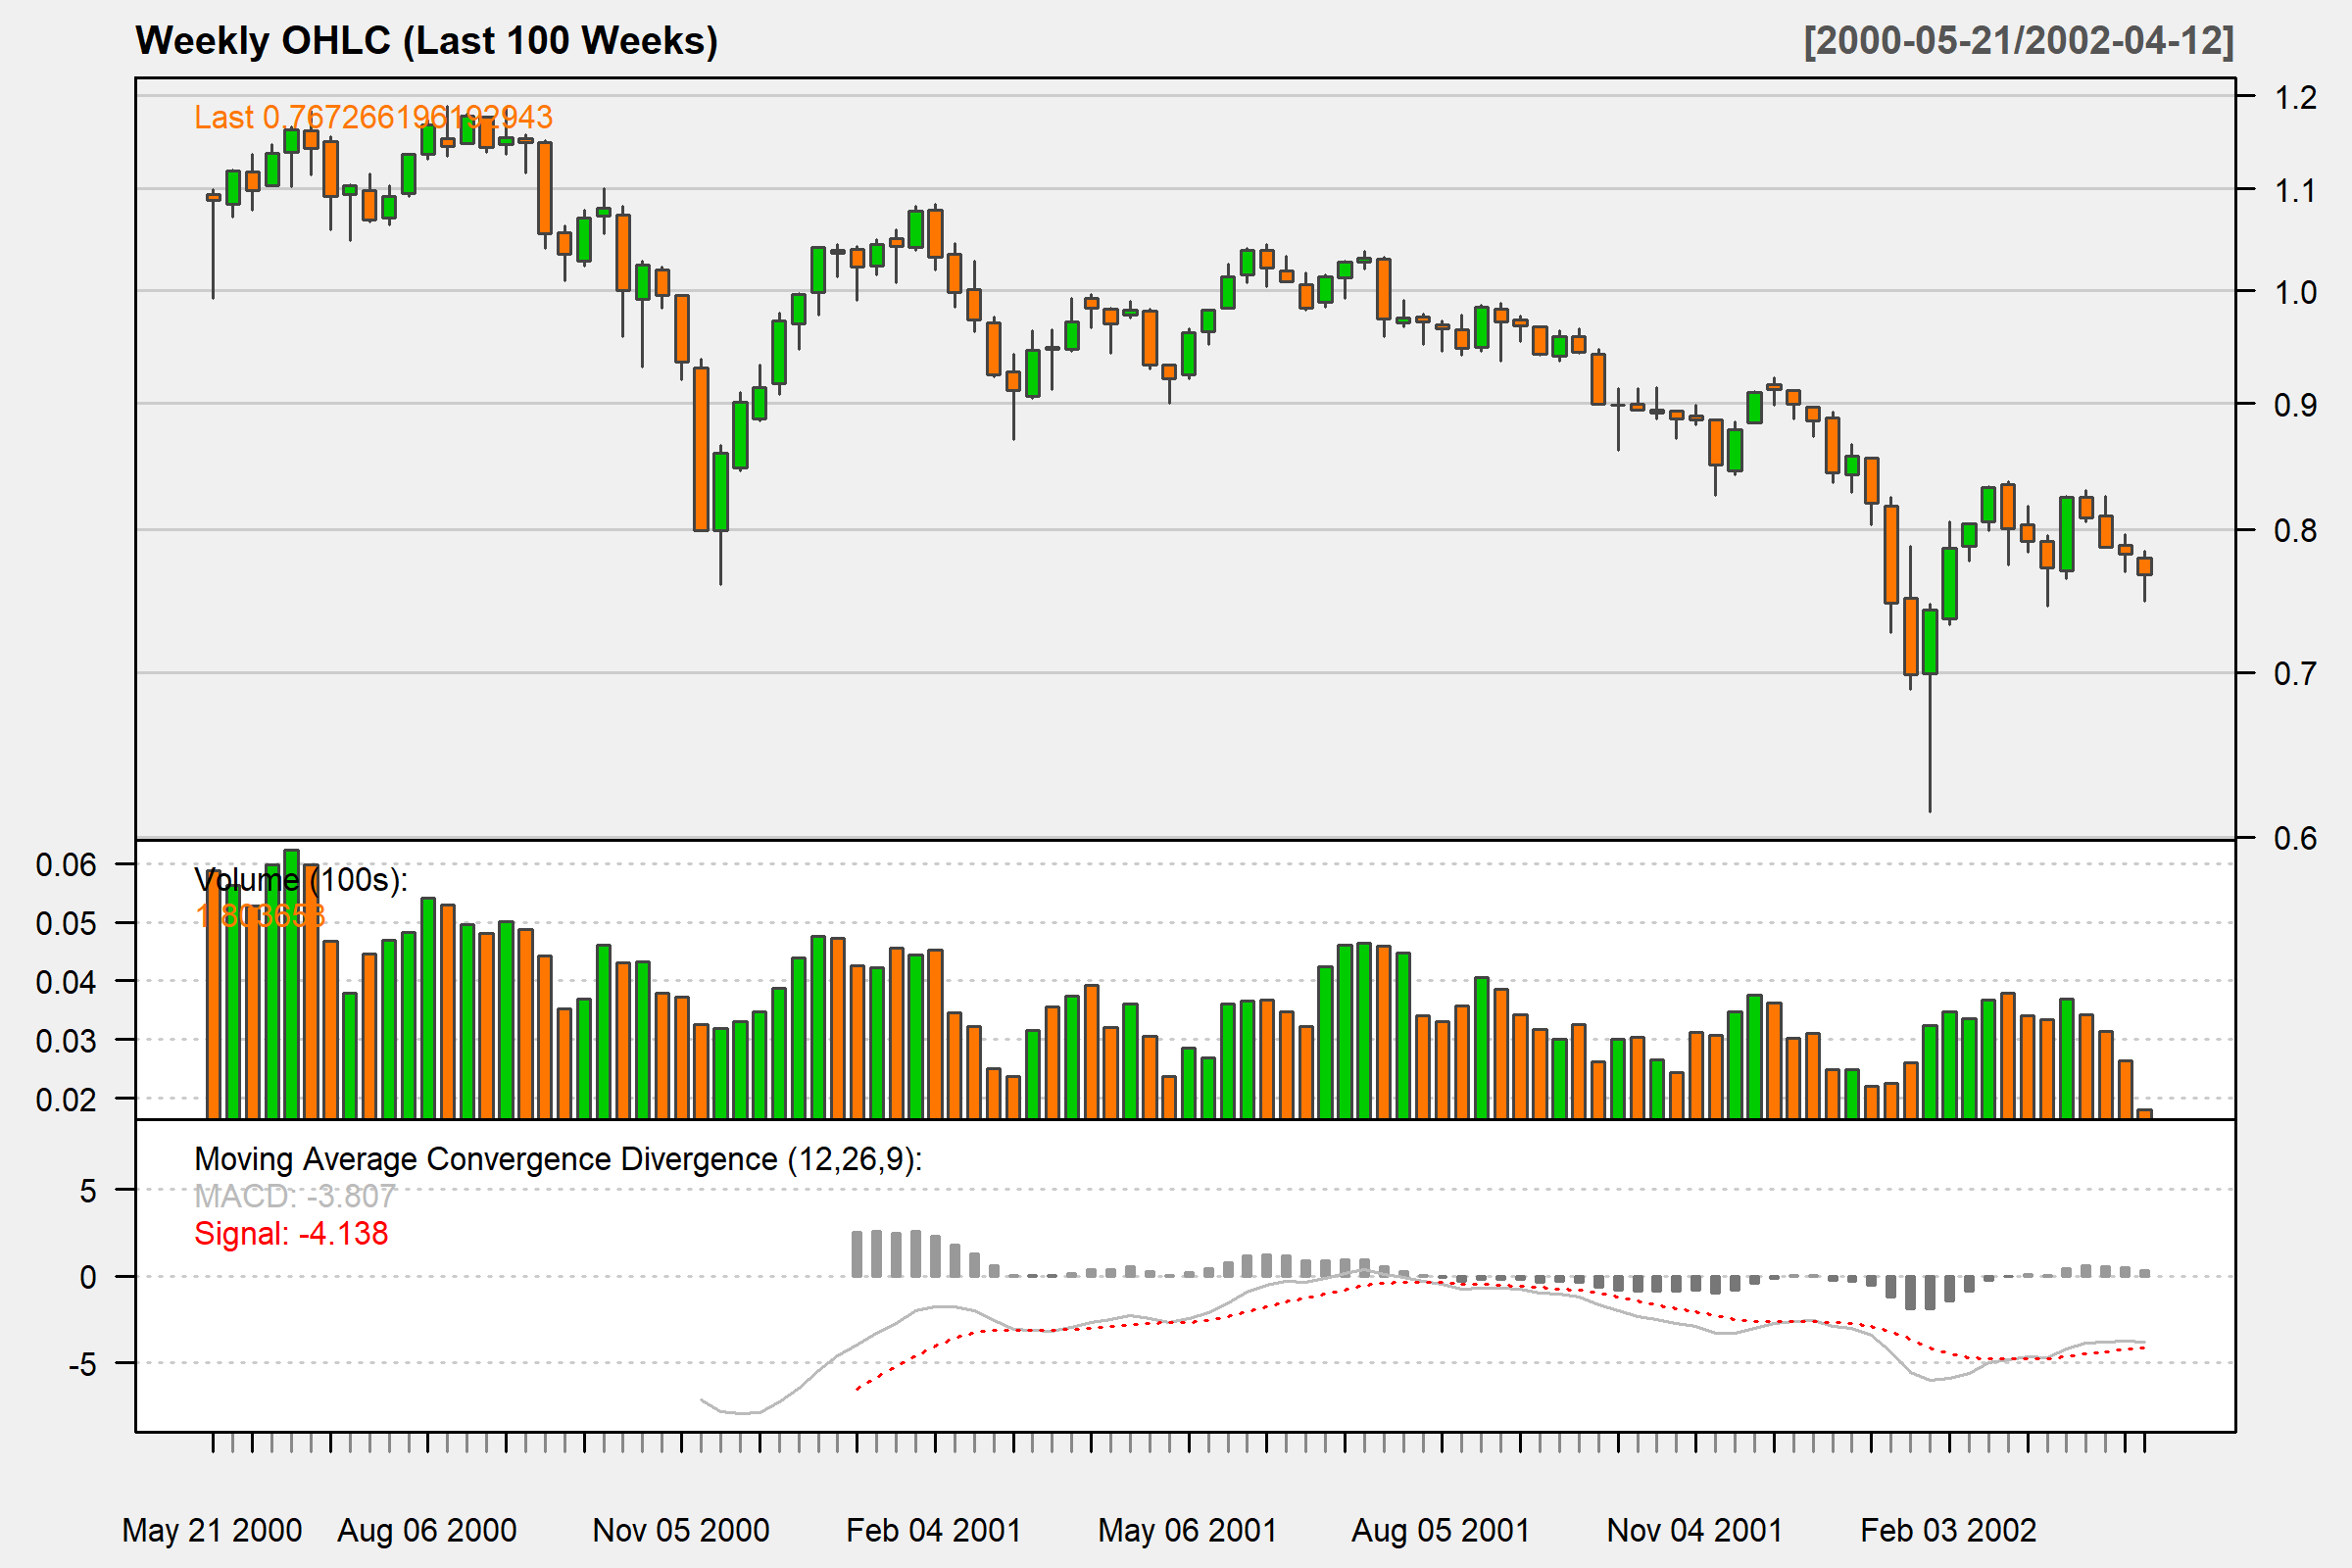 Weekly OHLC (Last 100 Weeks)
[2000-05-21/2002-04-12]
Last 0.767266196192943
1.2
1.1
1.0
0.9
0.8
0.7
0.6
Volume (100s):
1.803658
0.06
0.05
0.04
0.03
0.02
Moving Average Convergence Divergence (12,26,9):
MACD: -3.807
Signal: -4.138
5
0
-5
May 21 2000 Aug 06 2000 Nov 05 2000 Feb 04 2001 May 06 2001 Aug 05 2001 Nov 04 2001 Feb 03 2002